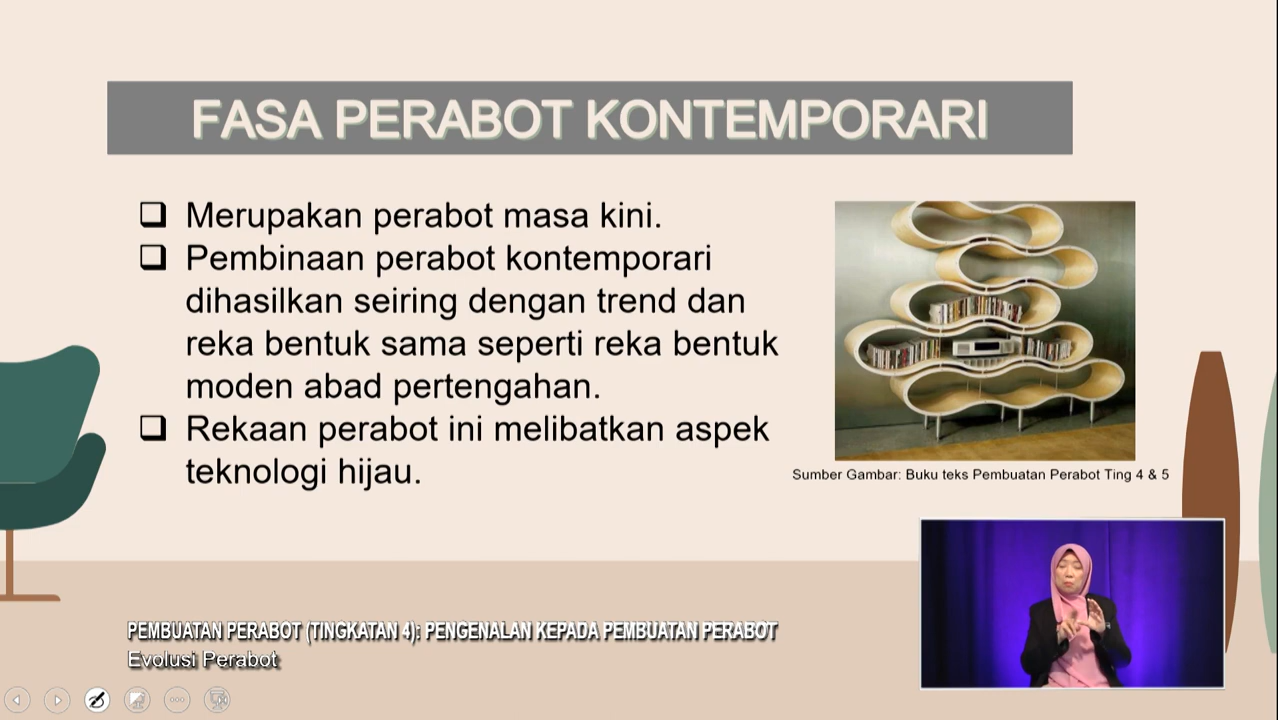 FASA PERABOT KONTEMPORARI
Merupakan perabot masa kini.
Pembinaan perabot kontemporari
dihasilkan seiring dengan trend dan
reka bentuk sama seperti reka bentuk
moden abad pertengahan.
Rekaan perabot ini melibatkan aspek
teknologi hijau.
Sumber Gambar: Buku teks Pembuatan Perabot Ting 4 & 5
PEMBUATAN PERABOT (TINGKATAN 4): PENGENALAN KEPADA PEMBUATAN PERABOT
Evolusi Perabot